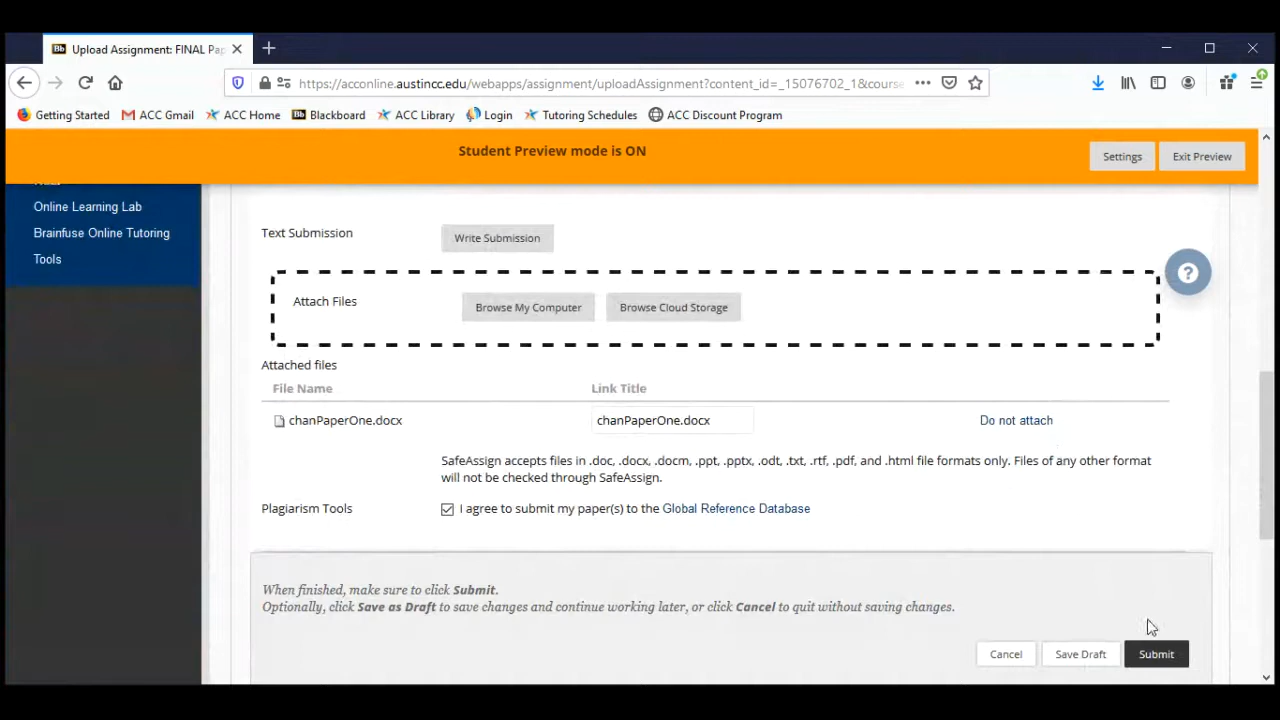 Bb Upload Assignment: FINAL Pap
https://acconline.austincc.edu/webapps/assignment/uploadAssignment?content_id=_15076702_1&course
Getting Started ACC Gmail ACC Home Bb Blackboard ACC Library Login Tutoring Schedules ACC Discount Program
Student Preview mode is ON
Settings Exit Preview
Online Learning Lab
Brainfuse Online Tutoring
Tools
Text Submission Write Submission
Attach Files Browse My Computer Browse Cloud Storage
?
Attached files
File Name Link Title
chanPaperOne.docx chanPaperOne.docx Do not attach
SafeAssign accepts files in .doc, .docx, .docm, .ppt, .pptx, .odt, .txt, .rtf, .pdf, and .html file formats only. Files of any other format
will not be checked through SafeAssign.
Plagiarism Tools I agree to submit my paper(s) to the Global Reference Database
When finished, make sure to click Submit.
Optionally, click Save as Draft to save changes and continue working later, or click Cancel to quit without saving changes.
Cancel Save Draft Submit